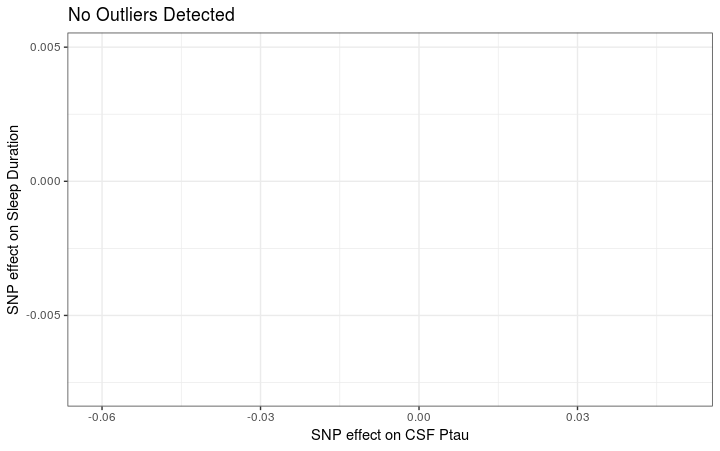 No Outliers Detected
0.005
0.000
-0.005
SNP effect on Sleep Duration
-0.06
-0.03
0.00
0.03
SNP effect on CSF Ptau